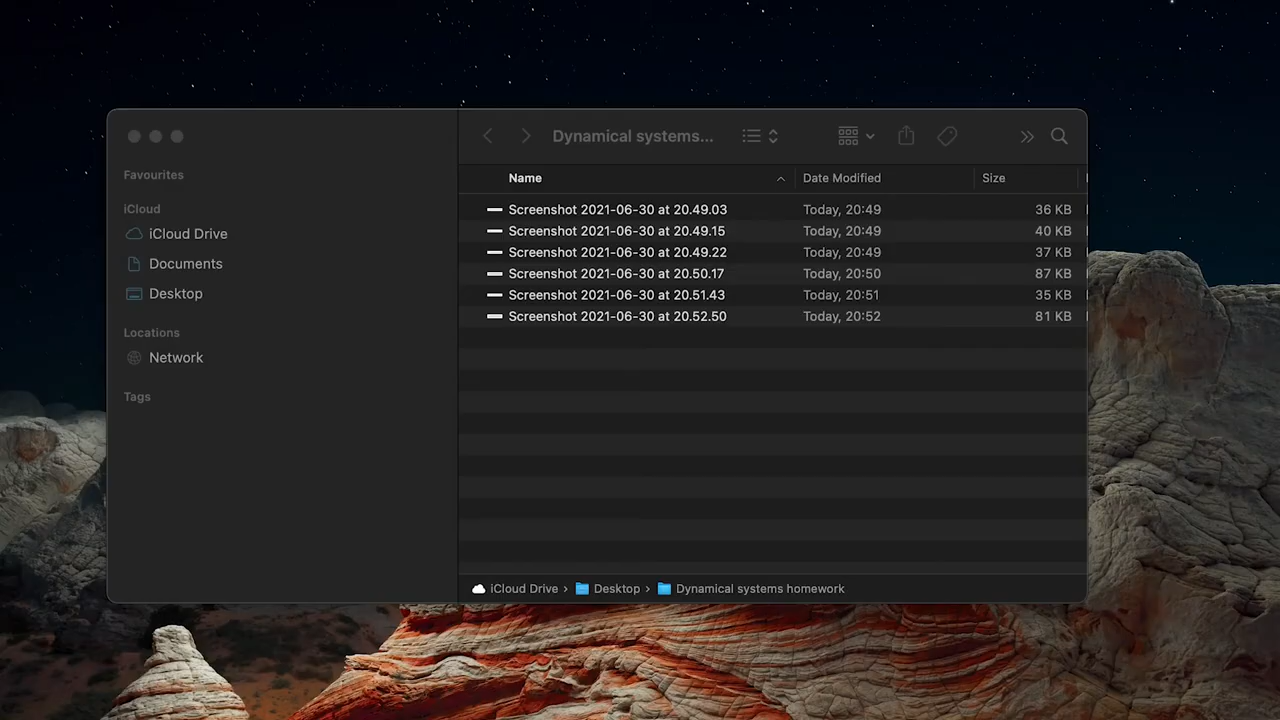 Dynamical systems...
Favourites
iCloud
iCloud Drive
Documents
Desktop
Locations
Network
Tags
Name Date Modified Size
Screenshot 2021-06-30 at 20.49.03 Today, 20:49 36 KB
Screenshot 2021-06-30 at 20.49.15 Today, 20:49 40 KB
Screenshot 2021-06-30 at 20.49.22 Today, 20:49 37 KB
Screenshot 2021-06-30 at 20.50.17 Today, 20:50 87 KB
Screenshot 2021-06-30 at 20.51.43 Today, 20:51 35 KB
Screenshot 2021-06-30 at 20.52.50 Today, 20:52 81 KB
iCloud Drive › Desktop › Dynamical systems homework